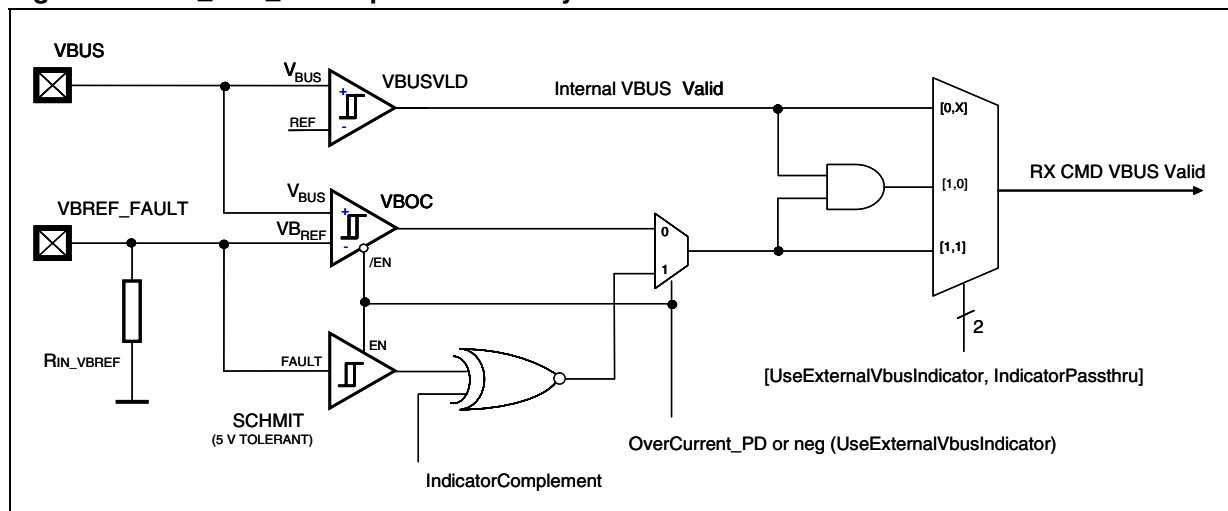 VBUS
VBUS
VBUSVLD
Internal VBUS Valid
+
-
REF
[0,X]
[1,0]
[1,1]
RX CMD VBUS Valid
VBREF_FAULT
VBUS
VBOC
+
-
VBREF
/EN
0
1
RIN_VBREF
FAULT
EN
2
[UseExternalVbusIndicator, IndicatorPassthru]
SCHMIT
(5 V TOLERANT)
OverCurrent_PD or neg (UseExternalVbusIndicator)
IndicatorComplement